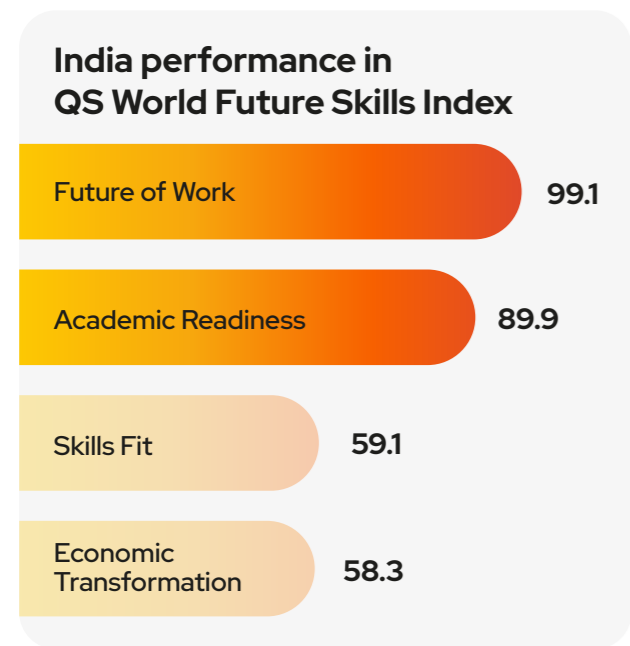 India performance in
QS World Future Skills Index
Future of Work
99.1
Academic Readiness
89.9
Skills Fit
59.1
Economic
Transformation
58.3